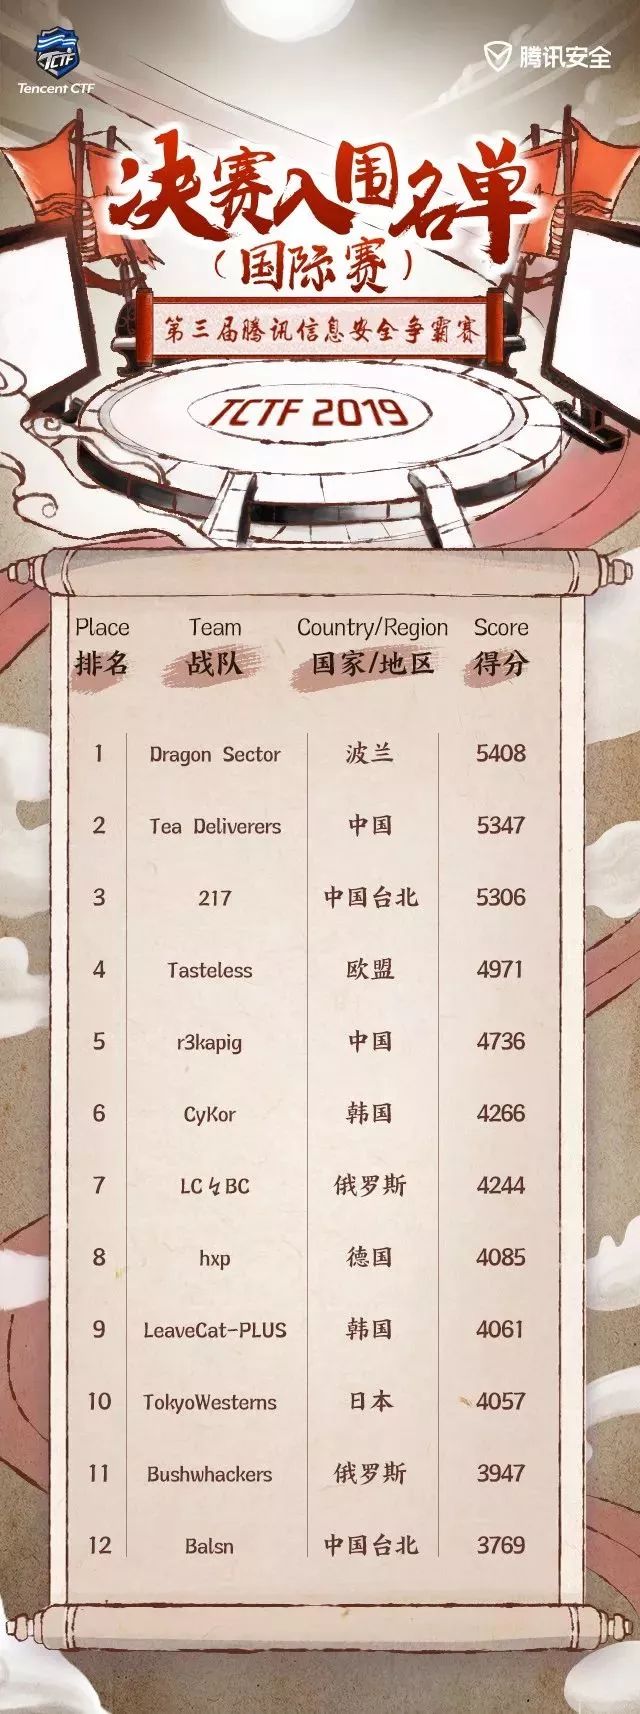 TCTF
Tencent CTF
腾讯安全
决赛入围名单
（国际赛）
第三届腾讯信息安全争霸赛
TCTF 2019
Place Team Country/Region Score
排名 战队 国家/地区 得分
1 Dragon Sector 波兰 5408
2 Tea Deliverers 中国 5347
3 217 中国台北 5306
4 Tasteless 欧盟 4971
5 r3kapig 中国 4736
6 CyKor 韩国 4266
7 LC↯BC 俄罗斯 4244
8 hxp 德国 4085
9 LeaveCat-PLUS 韩国 4061
10 TokyoWesterns 日本 4057
11 Bushwhackers 俄罗斯 3947
12 Balsn 中国台北 3769